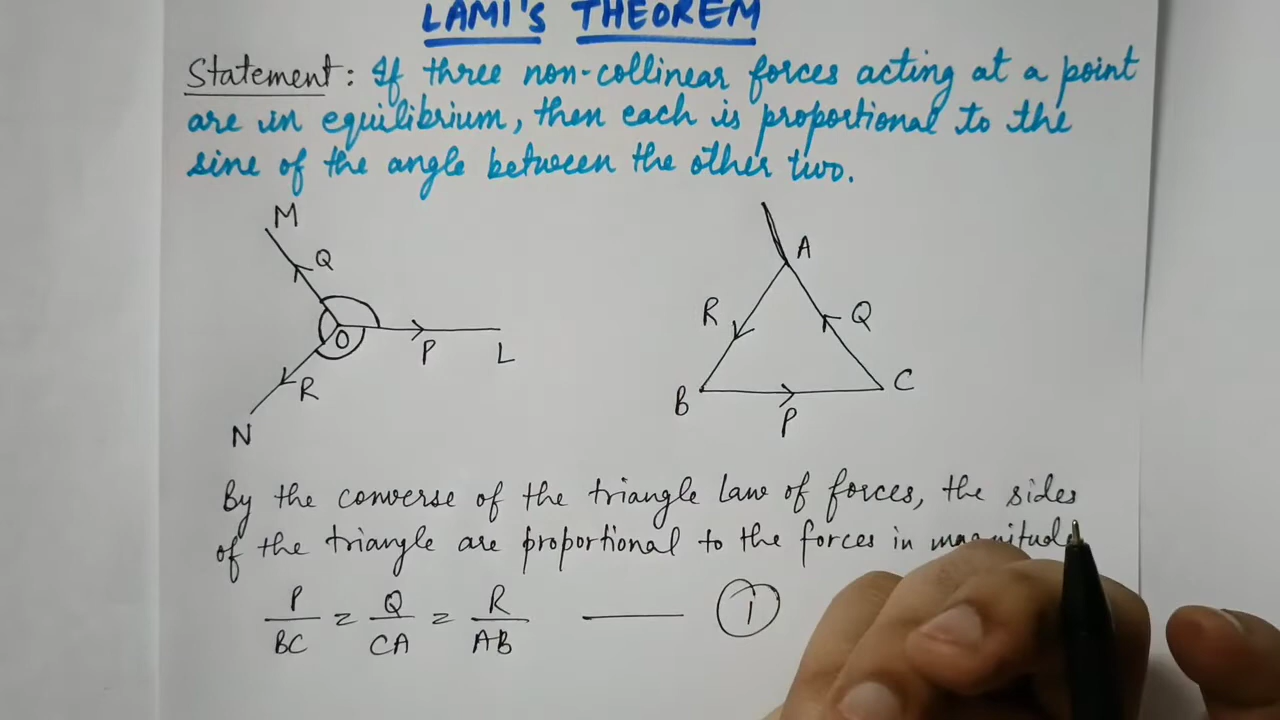 LAMI'S THEOREM
Statement: If three non-collinear forces acting at a point
are in equilibrium, then each is proportional to the
sine of the angle between the other two.
M
Q
O
P
L
R
N
A
R
Q
B
C
P
By the converse of the triangle law of forces, the sides
of the triangle are proportional to the forces in magnitude
P/BC = Q/CA = R/AB —— 1